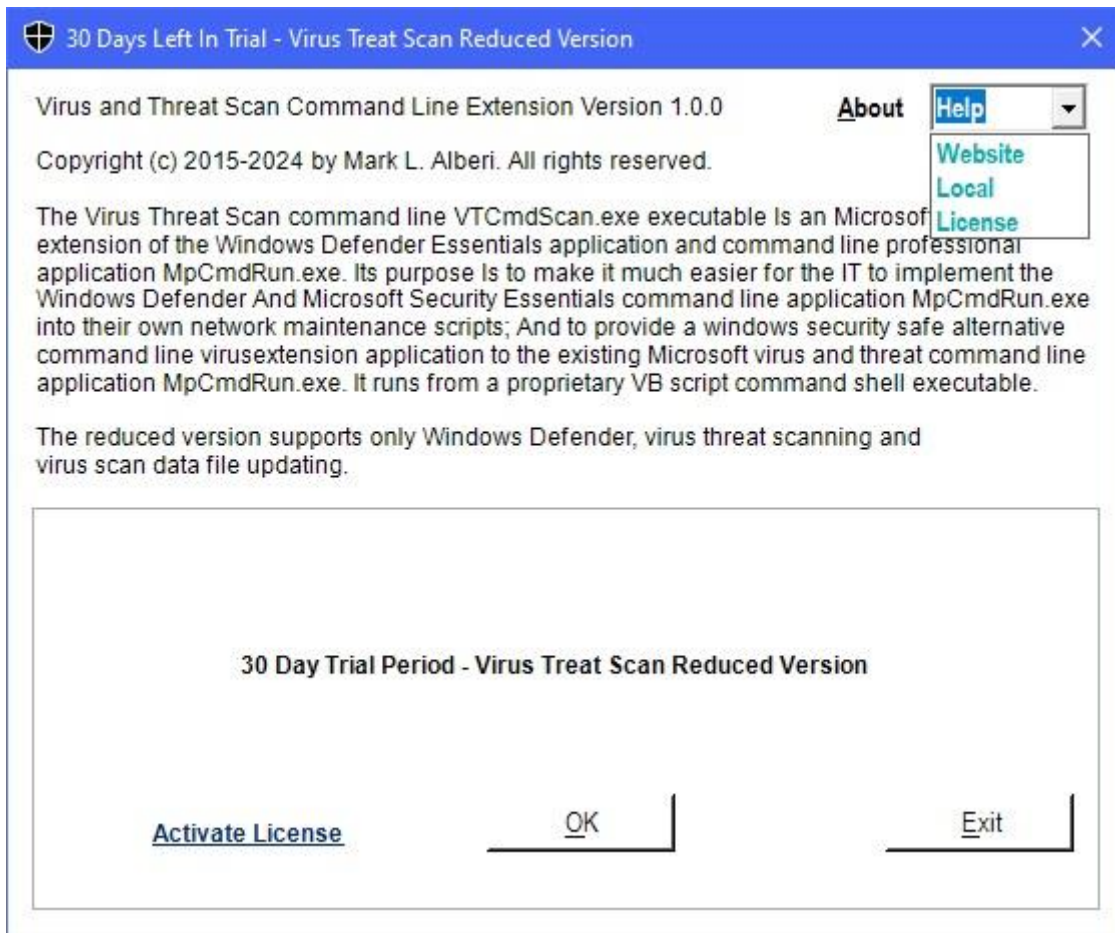 30 Days Left In Trial - Virus Treat Scan Reduced Version
Virus and Threat Scan Command Line Extension Version 1.0.0
About
Help
Website
Local
License
Copyright (c) 2015-2024 by Mark L. Alberi. All rights reserved.
The Virus Threat Scan command line VTCmdScan.exe executable Is an Microsof
extension of the Windows Defender Essentials application and command line professional
application MpCmdRun.exe. Its purpose Is to make it much easier for the IT to implement the
Windows Defender And Microsoft Security Essentials command line application MpCmdRun.exe
into their own network maintenance scripts; And to provide a windows security safe alternative
command line virusextension application to the existing Microsoft virus and threat command line
application MpCmdRun.exe. It runs from a proprietary VB script command shell executable.
The reduced version supports only Windows Defender, virus threat scanning and
virus scan data file updating.
30 Day Trial Period - Virus Treat Scan Reduced Version
Activate License
OK
Exit